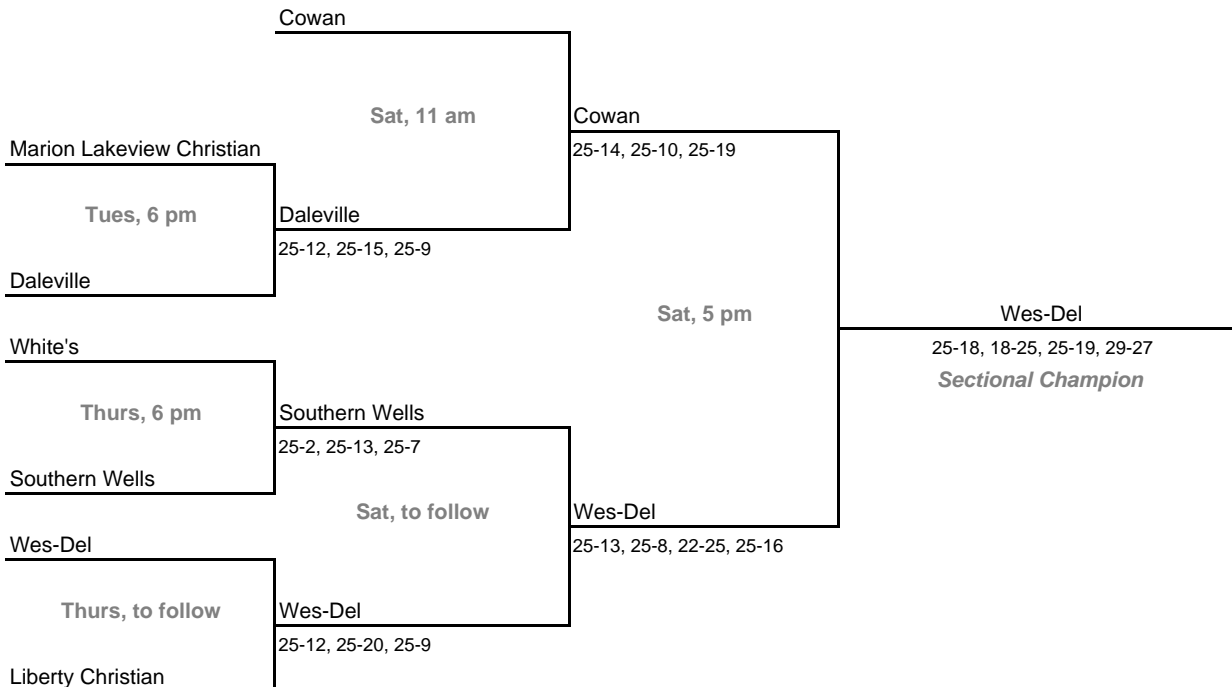 Cowan
Sat, 11 am
Cowan
Marion Lakeview Christian
25-14, 25-10, 25-19
Tues, 6 pm
Daleville
25-12, 25-15, 25-9
Daleville
Sat, 5 pm
Wes-Del
White's
25-18, 18-25, 25-19, 29-27
Sectional Champion
Thurs, 6 pm
Southern Wells
25-2, 25-13, 25-7
Southern Wells
Sat, to follow
Wes-Del
Wes-Del
25-13, 25-8, 22-25, 25-16
Thurs, to follow
Wes-Del
25-12, 25-20, 25-9
Liberty Christian